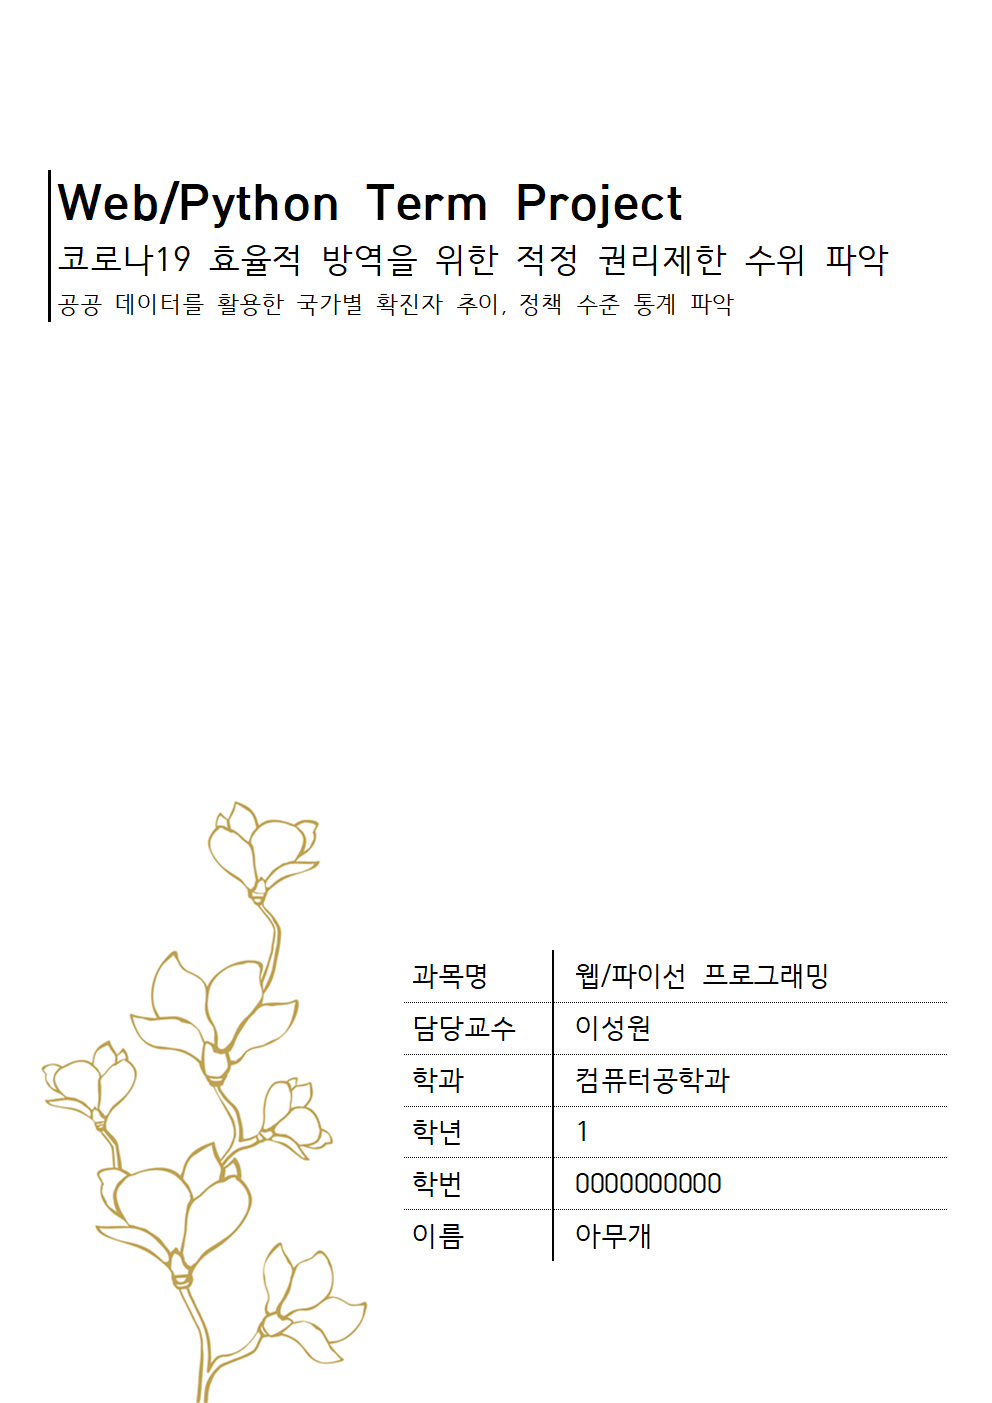 Web/Python Term Project
코로나19 효율적 방역을 위한 적정 권리제한 수위 파악
공공 데이터를 활용한 국가별 확진자 추이, 정책 수준 통계 파악
과목명 웹/파이선 프로그래밍
담당교수 이성원
학과 컴퓨터공학과
학년 1
학번 0000000000
이름 아무개